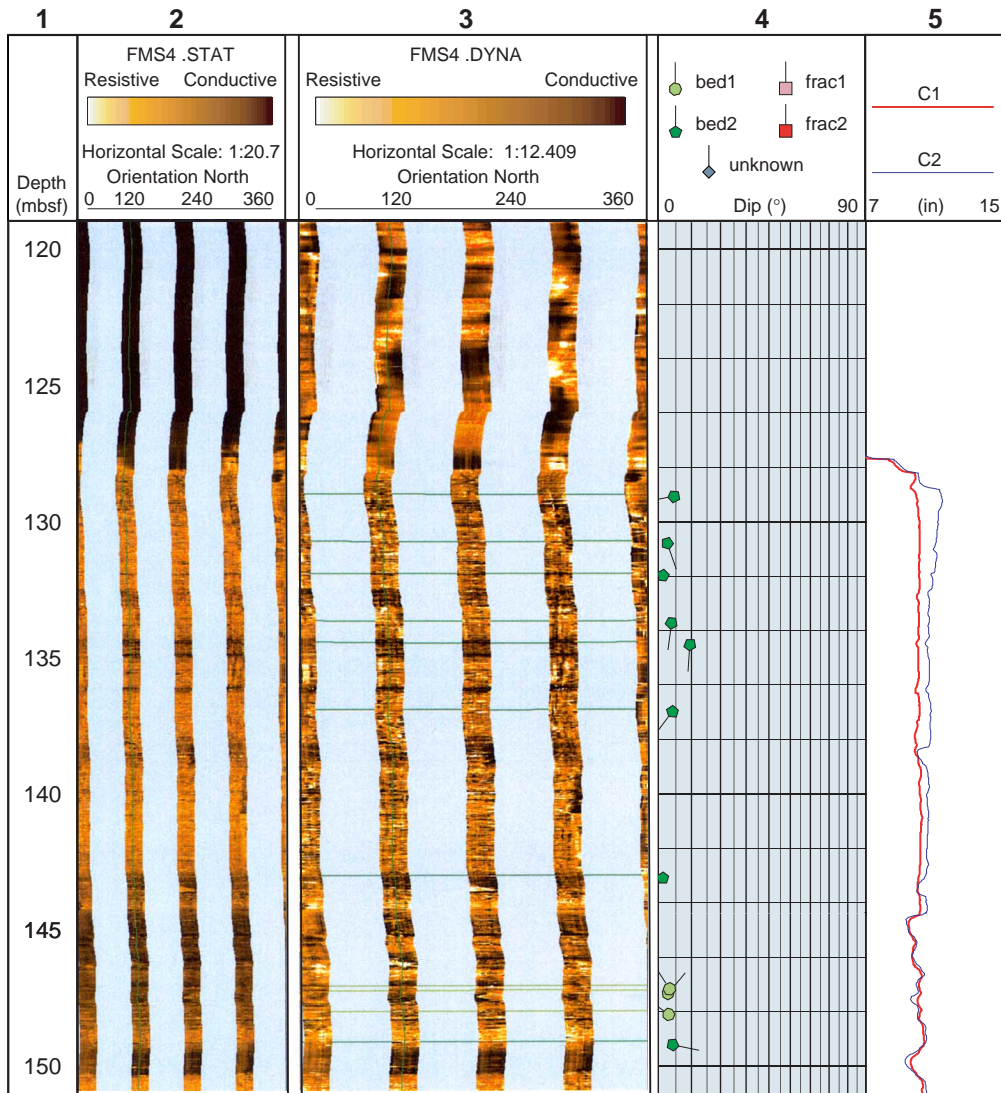 1 2 3 4 5
FMS4 .STAT
Resistive Conductive
Horizontal Scale: 1:20.7
Orientation North
0 120 240 360
FMS4 .DYNA
Resistive Conductive
Horizontal Scale: 1:12.409
Orientation North
0 120 240 360
bed1 frac1
bed2 frac2
unknown
0 Dip (°) 90
C1
C2
7 (in) 15
Depth
(mbsf)
120
125
130
135
140
145
150